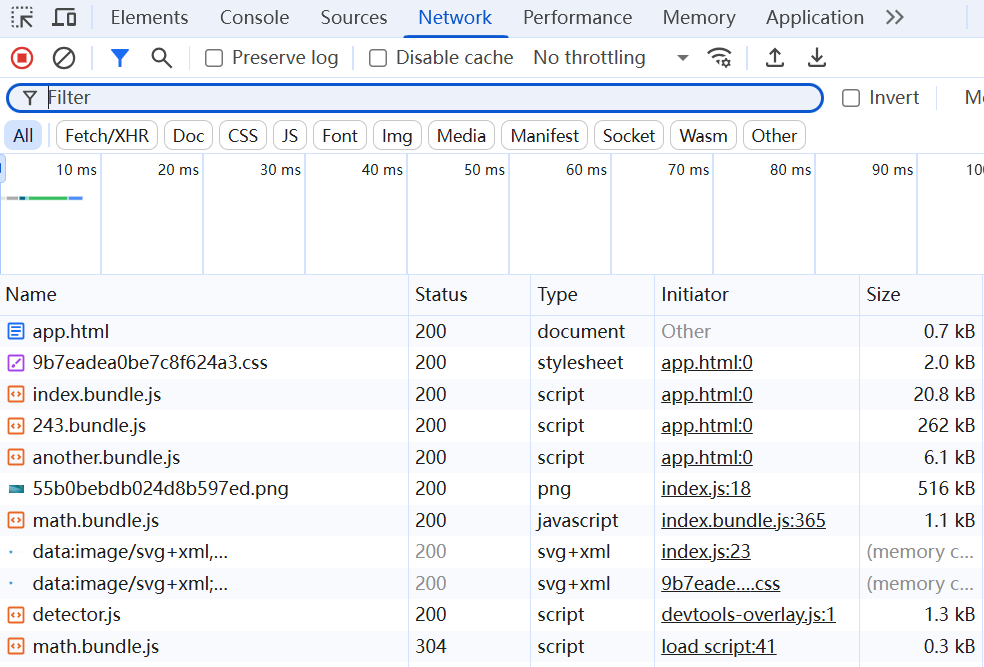 Elements Console Sources Network Performance Memory Application
Preserve log Disable cache No throttling
Filter Invert
All Fetch/XHR Doc CSS JS Font Img Media Manifest Socket Wasm Other
10 ms 20 ms 30 ms 40 ms 50 ms 60 ms 70 ms 80 ms 90 ms
Name Status Type Initiator Size
app.html 200 document Other 0.7 kB
9b7eadea0be7c8f624a3.css 200 stylesheet app.html:0 2.0 kB
index.bundle.js 200 script app.html:0 20.8 kB
243.bundle.js 200 script app.html:0 262 kB
another.bundle.js 200 script app.html:0 6.1 kB
55b0bebdb024d8b597ed.png 200 png index.js:18 516 kB
math.bundle.js 200 javascript index.bundle.js:365 1.1 kB
data:image/svg+xml,... 200 svg+xml index.js:23 (memory c...
data:image/svg+xml;... 200 svg+xml 9b7eade....css (memory c...
detector.js 200 script devtools-overlay.js:1 1.3 kB
math.bundle.js 304 script load script:41 0.3 kB